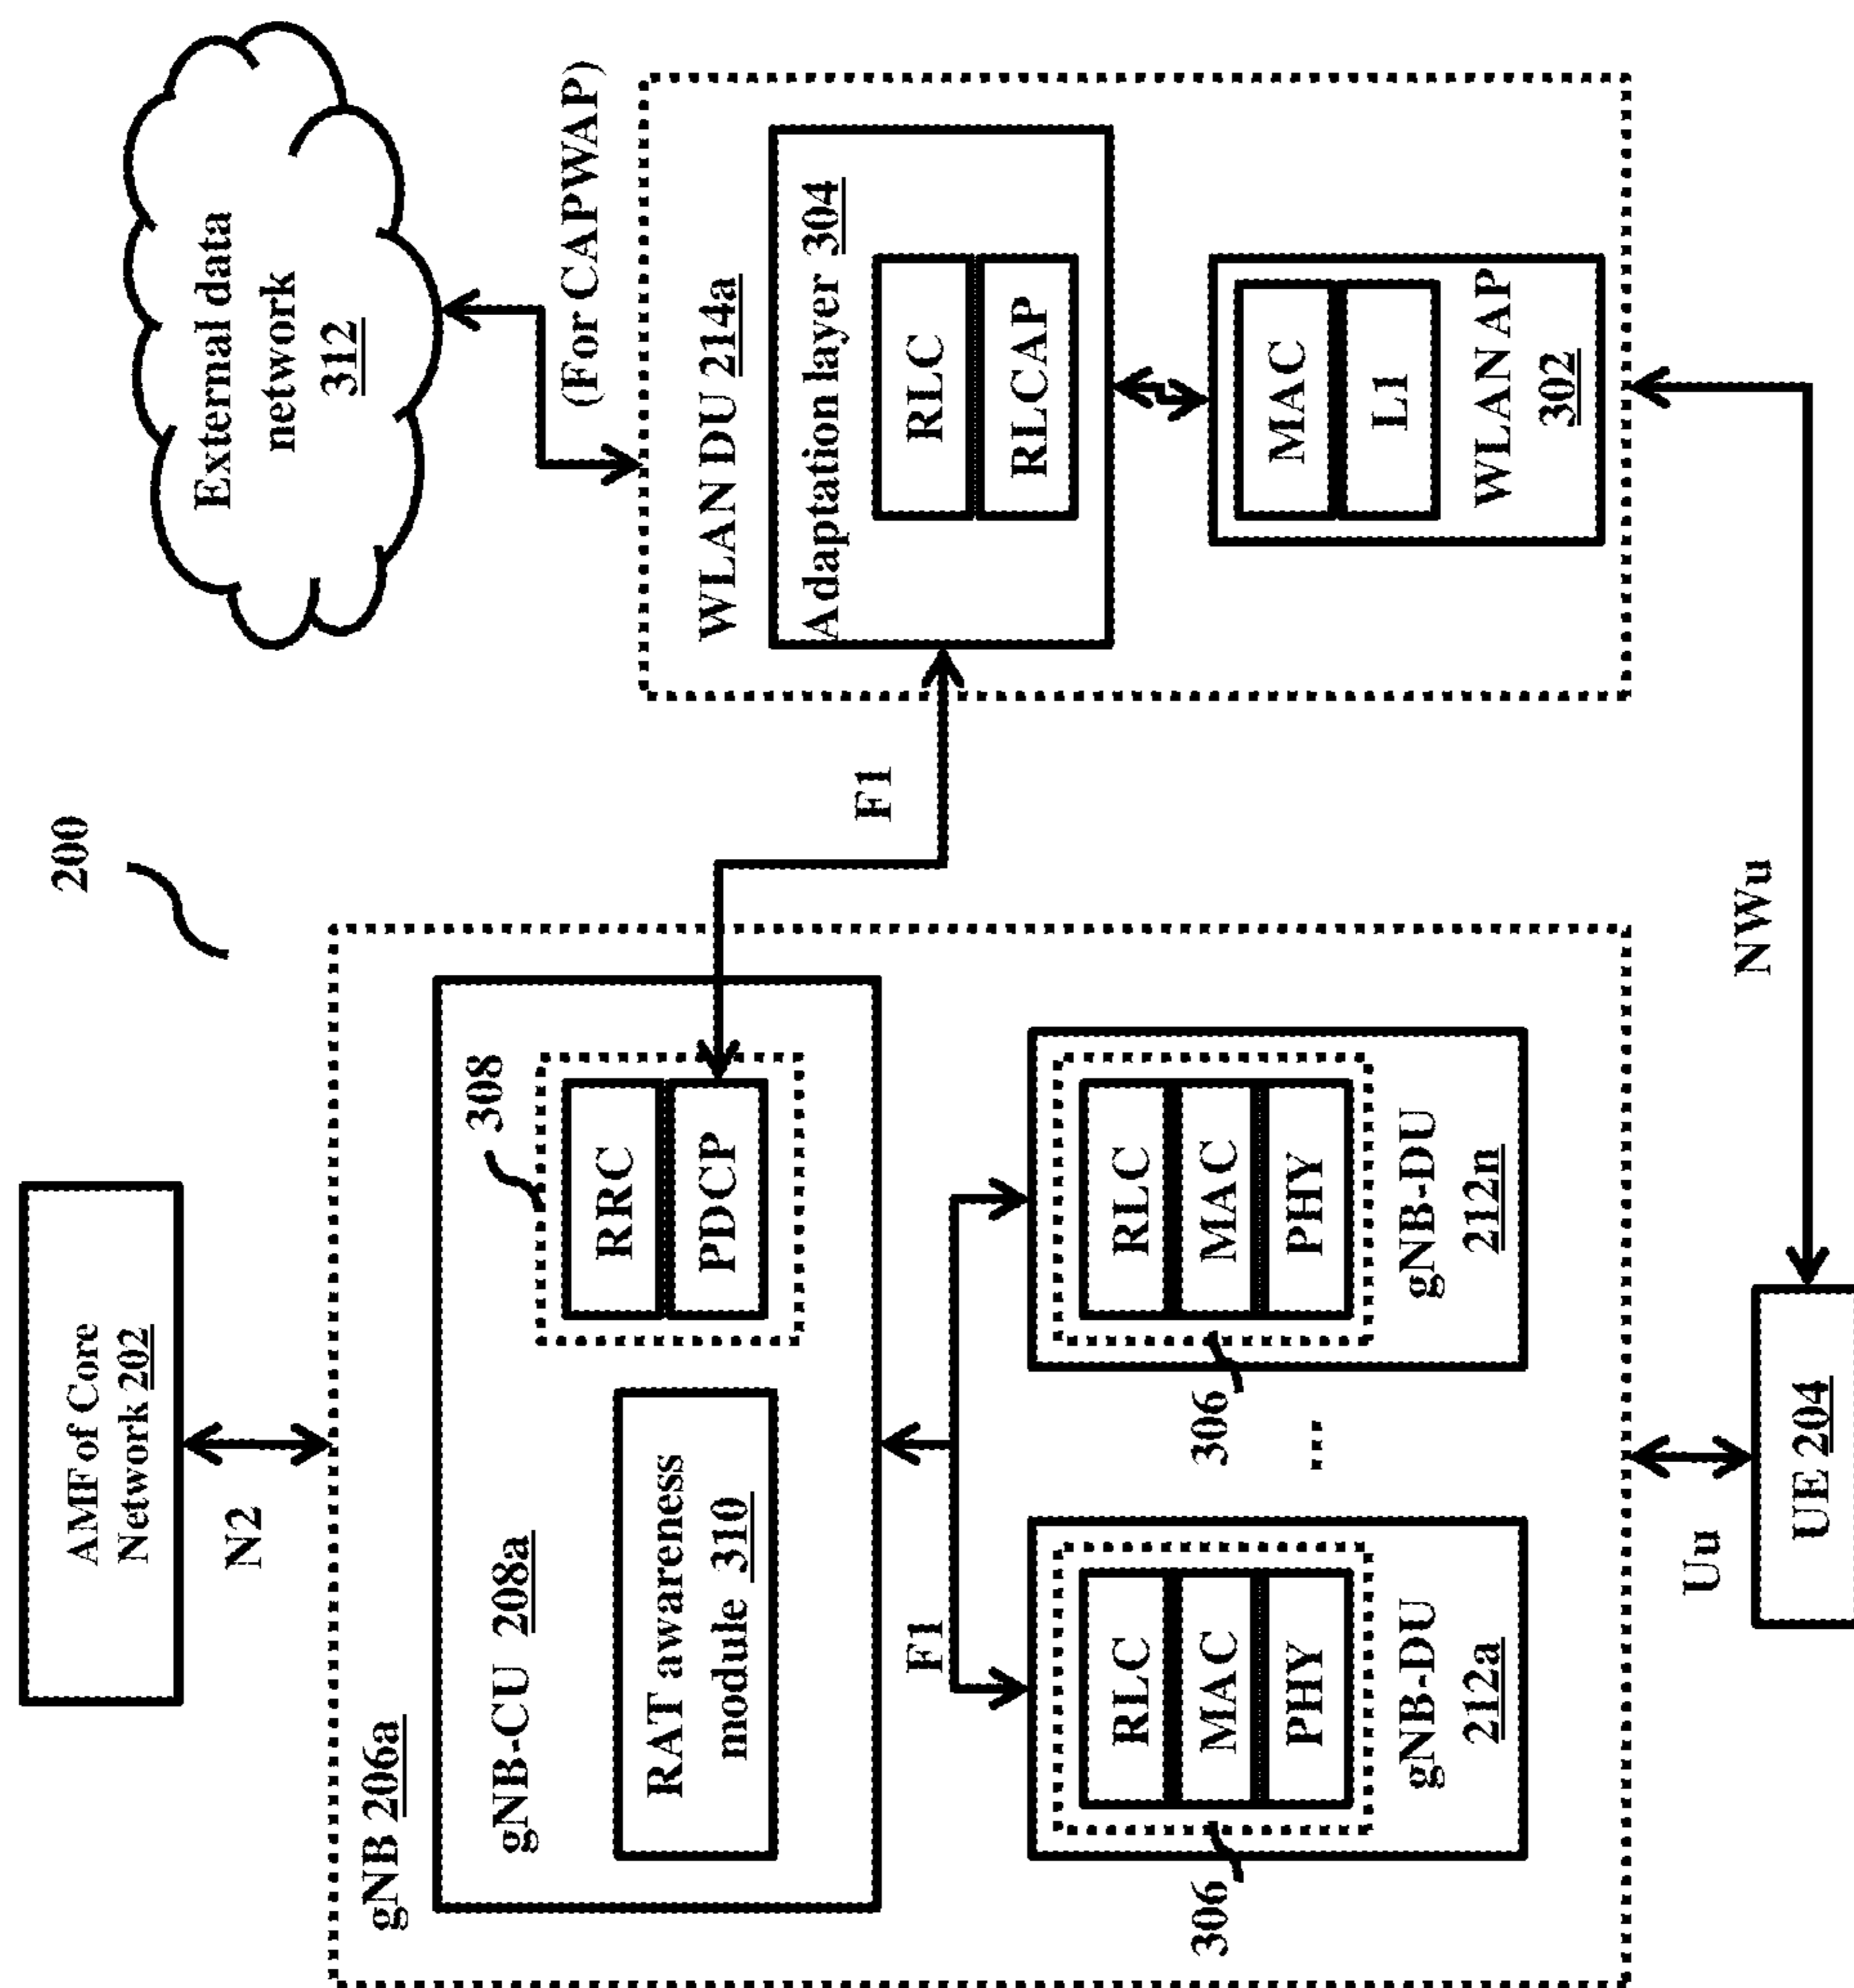 200
AMF of Core
Network 202
N2
gNB 206a
gNB-CU 208a
RAT awareness
module 310
308
RRC
PDCP
F1
F1
RLC
MAC
PHY
gNB-DU
212a
306
...
RLC
MAC
PHY
gNB-DU
212n
306
Uu
UE 204
NWu
External data
network
312
(For CAPWAP)
WLAN DU 214a
Adaptation layer 304
RLC
RLCAP
MAC
L1
WLAN AP
302